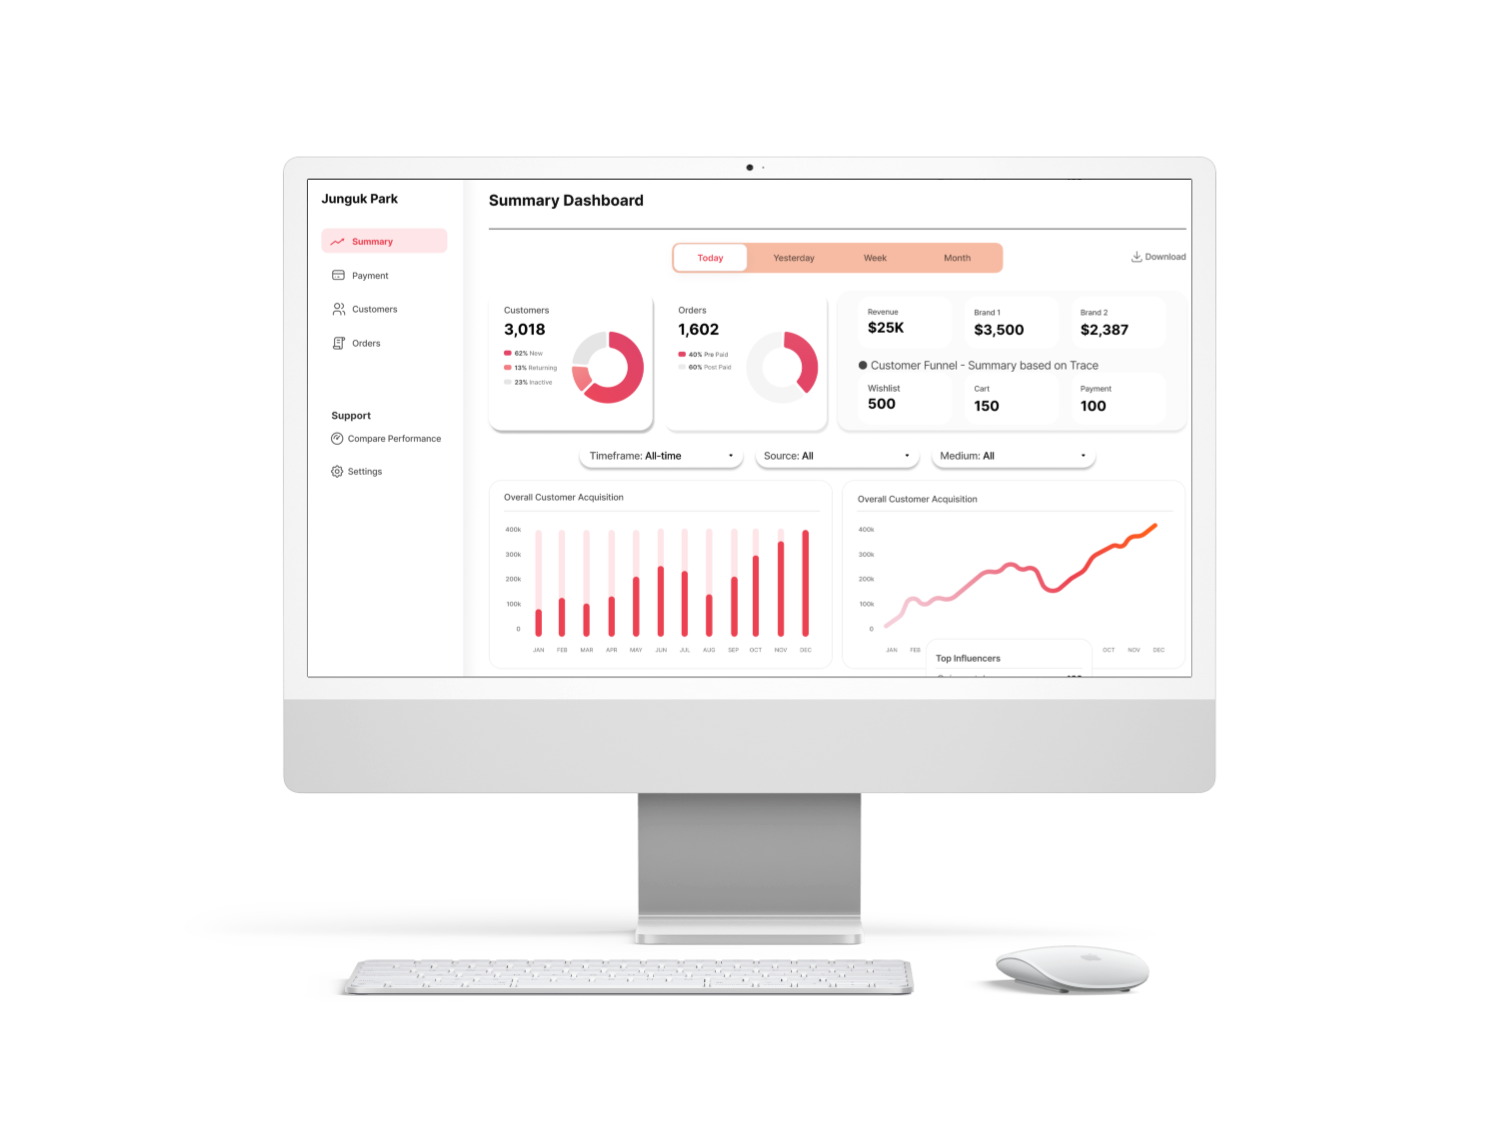 Junguk Park
Summary
Payment
Customers
Orders
Support
Compare Performance
Settings
Summary Dashboard
Today
Yesterday
Week
Month
Download
Customers
3,018
62% New
13% Returning
23% Inactive
Orders
1,602
40% Pre Paid
60% Post Paid
Revenue
$25K
Brand 1
$3,500
Brand 2
$2,387
Customer Funnel - Summary based on Trace
Wishlist
500
Cart
150
Payment
100
Timeframe: All-time
Source: All
Medium: All
Overall Customer Acquisition
400k
300k
200k
100k
0
JAN FEB MAR APR MAY JUN JUL AUG SEP OCT NOV DEC
Overall Customer Acquisition
400k
300k
200k
100k
0
JAN FEB OCT NOV DEC
Top Influencers